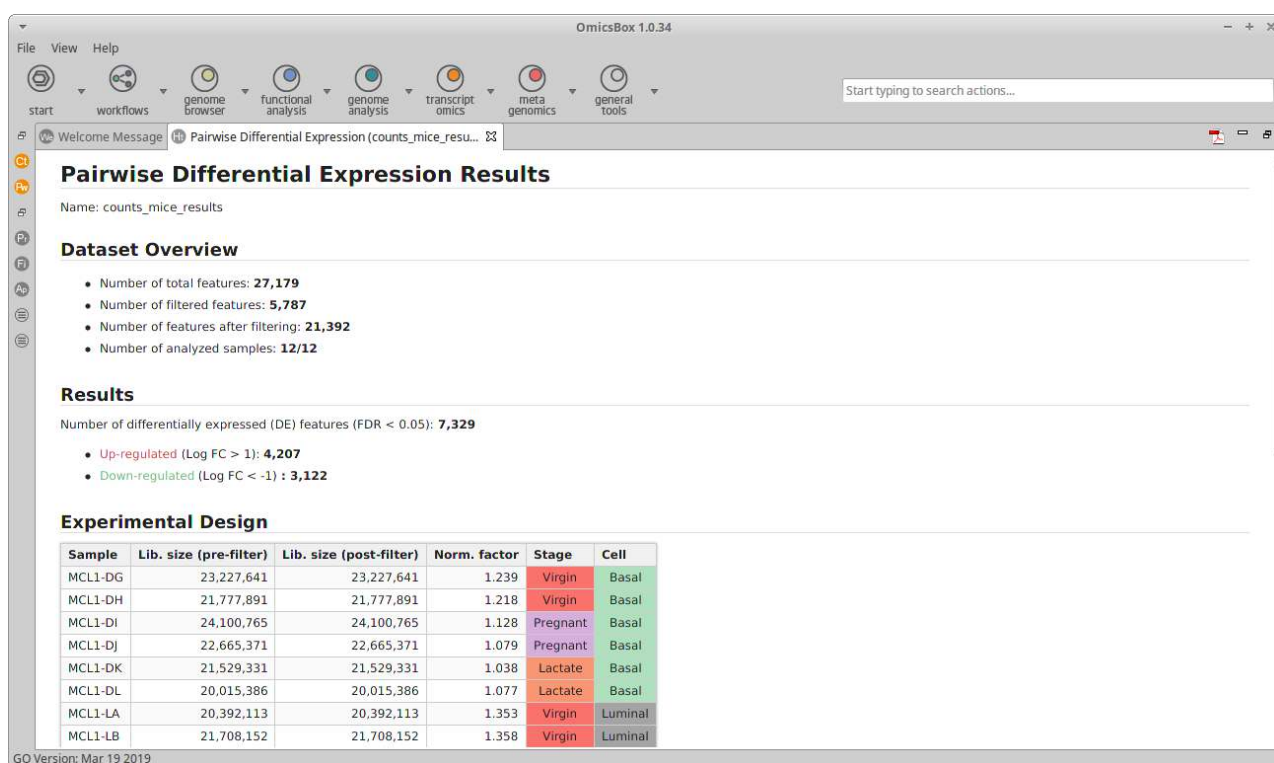 OmicsBox 1.0.34
File View Help
start workflows genome browser functional analysis genome analysis transcript omics meta genomics general tools
Start typing to search actions...
We Welcome Message Pairwise Differential Expression (counts_mice_resu...
Ct
Pw
Pr
Fi
Ap
Pairwise Differential Expression Results
Name: counts_mice_results
Dataset Overview
• Number of total features: 27,179
• Number of filtered features: 5,787
• Number of features after filtering: 21,392
• Number of analyzed samples: 12/12
Results
Number of differentially expressed (DE) features (FDR < 0.05): 7,329
• Up-regulated (Log FC > 1): 4,207
• Down-regulated (Log FC < -1) : 3,122
Experimental Design
Sample Lib. size (pre-filter) Lib. size (post-filter) Norm. factor Stage Cell
MCL1-DG 23,227,641 23,227,641 1.239 Virgin Basal
MCL1-DH 21,777,891 21,777,891 1.218 Virgin Basal
MCL1-DI 24,100,765 24,100,765 1.128 Pregnant Basal
MCL1-DJ 22,665,371 22,665,371 1.079 Pregnant Basal
MCL1-DK 21,529,331 21,529,331 1.038 Lactate Basal
MCL1-DL 20,015,386 20,015,386 1.077 Lactate Basal
MCL1-LA 20,392,113 20,392,113 1.353 Virgin Luminal
MCL1-LB 21,708,152 21,708,152 1.358 Virgin Luminal
GO Version: Mar 19 2019